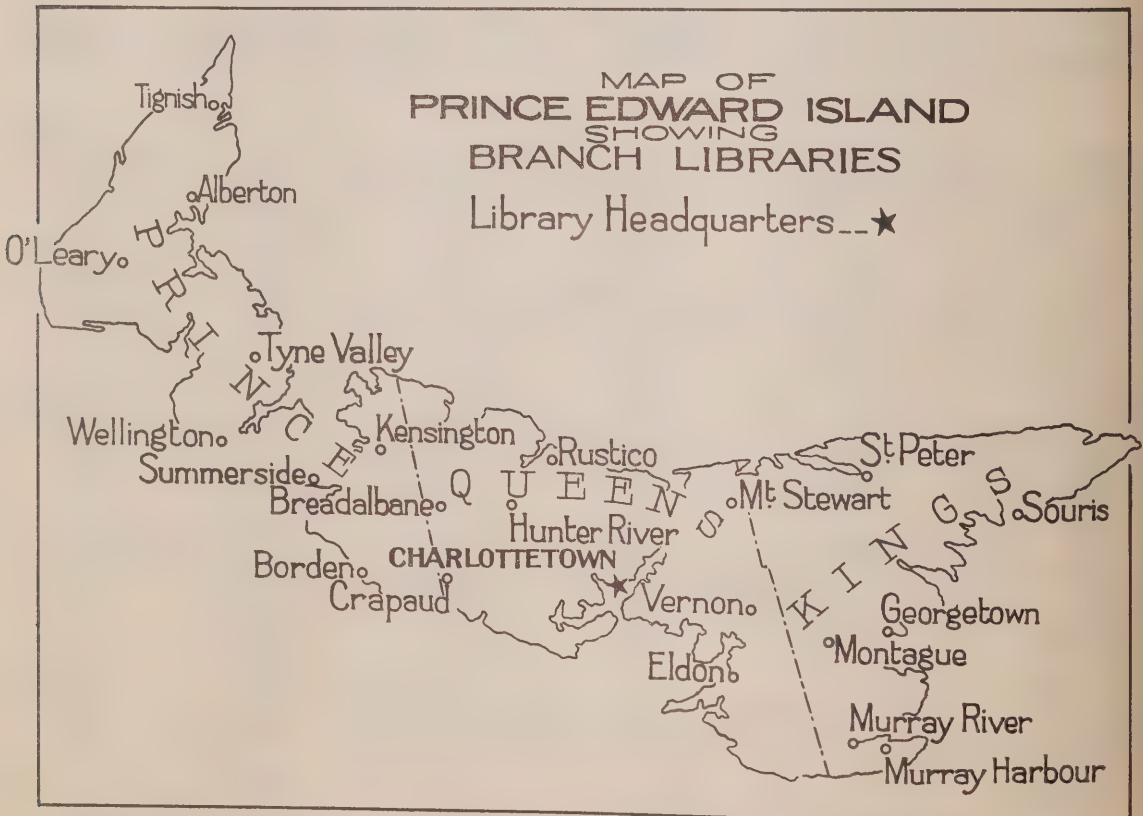 MAP OF
PRINCE EDWARD ISLAND
SHOWING
BRANCH LIBRARIES
Library Headquarters--★
Tignish
Alberton
O'Leary
PRINCE
Tyne Valley
Wellington
Kensington
Summerside
Breadalbane
QUEENS
Rustico
Hunter River
CHARLOTTETOWN
Borden
Crapaud
St. Peter
Mt. Stewart
Souris
KINGS
Vernon
Georgetown
Eldon
Montague
Murray River
Murray Harbour